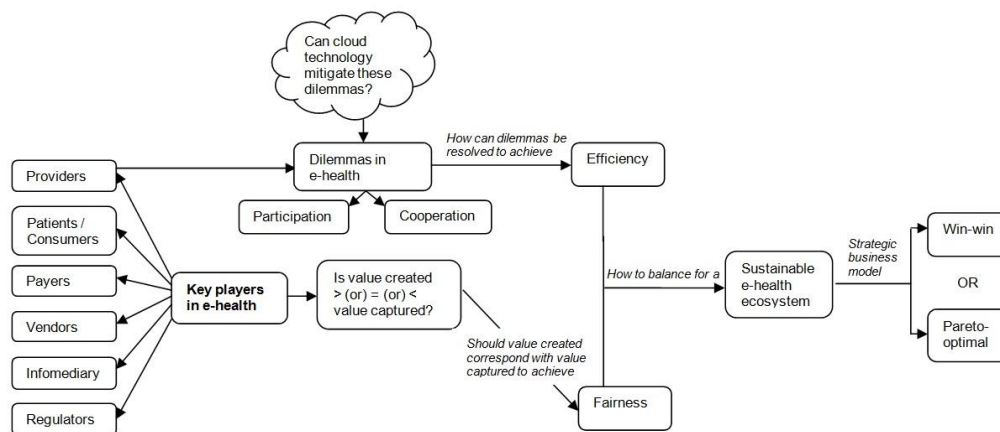 Can cloud
technology
mitigate these
dilemmas?
How can dilemmas be
resolved to achieve
Dilemmas in
e-health
Efficiency
Providers
Participation
Cooperation
Patients /
Consumers
Payers
Key players
in e-health
Is value created
> (or) = (or) <
value captured?
How to balance for a
Sustainable
e-health
ecosystem
Strategic
business
model
Win-win
OR
Pareto-
optimal
Vendors
Should value created
correspond with value
captured to achieve
Infomediary
Fairness
Regulators